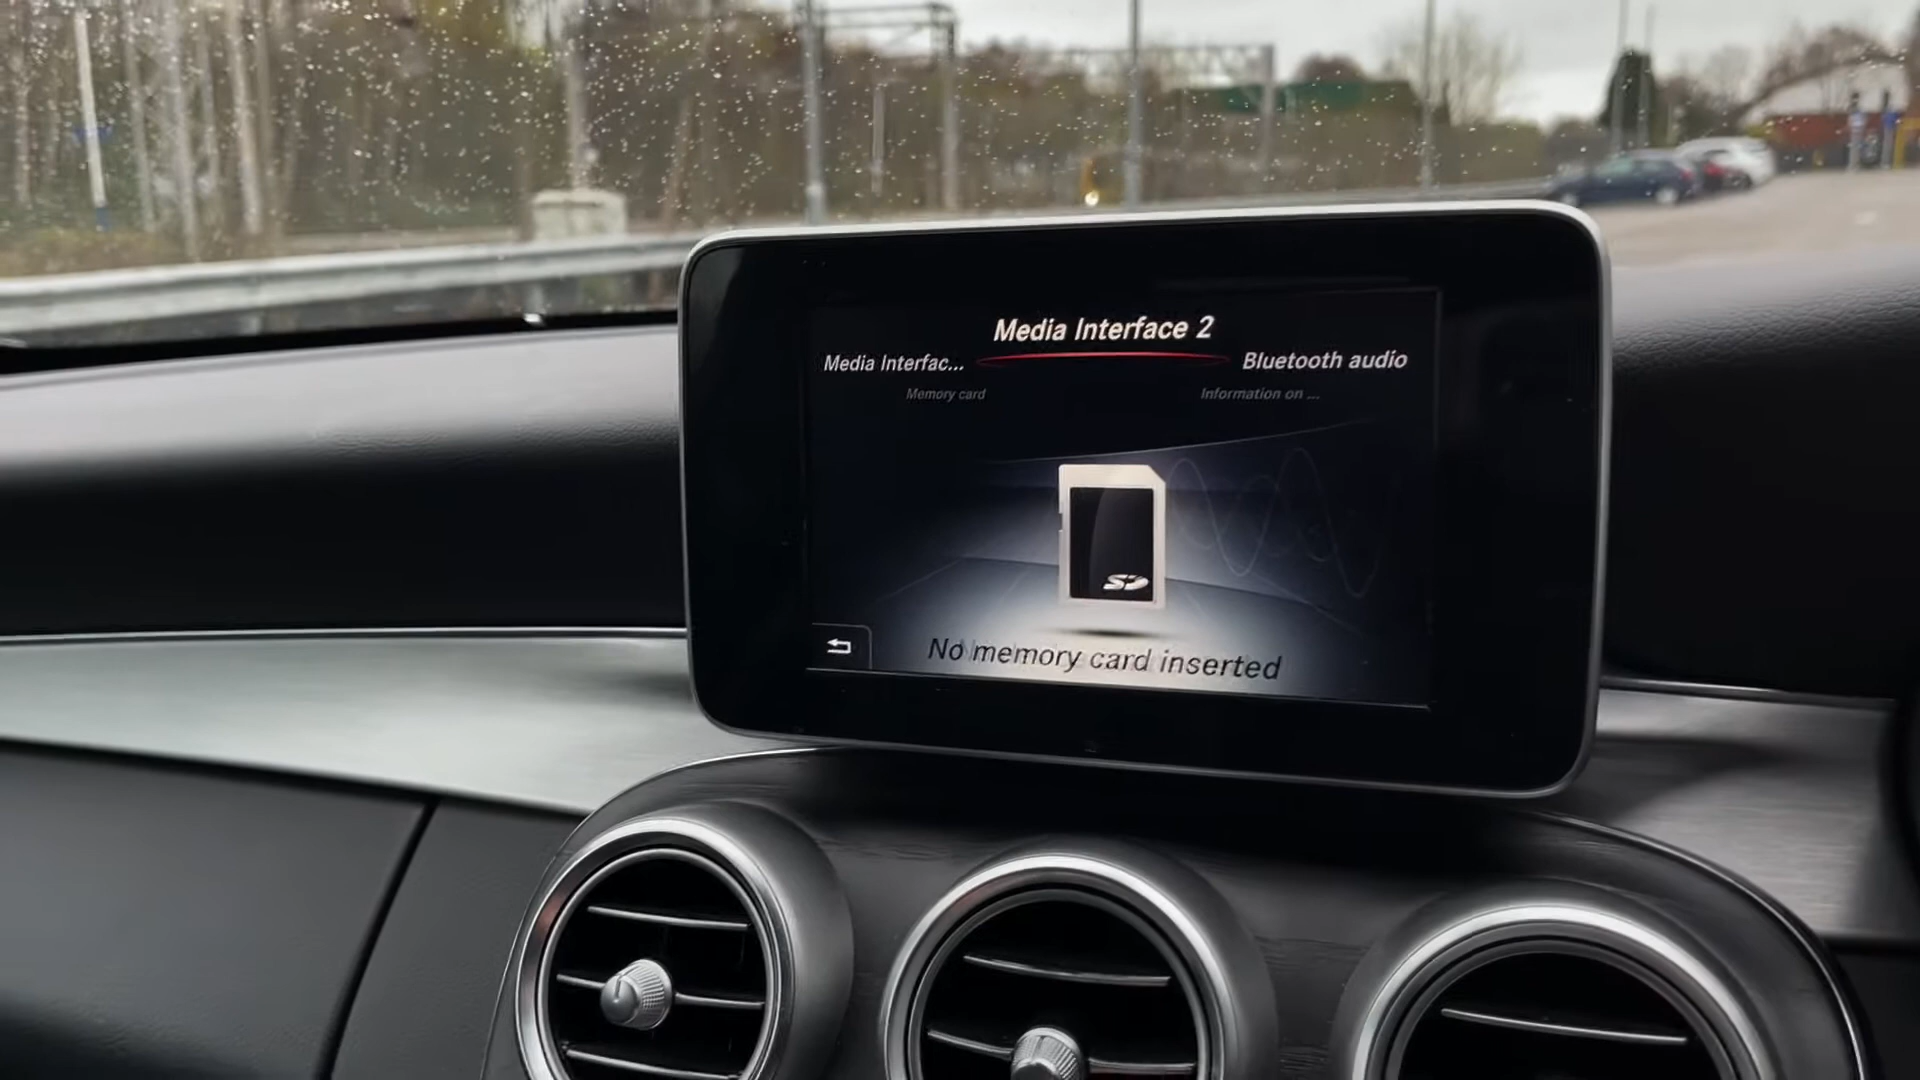 Media Interface 2
Media Interfac... Bluetooth audio
Memory card Information on ...
SD
No memory card inserted